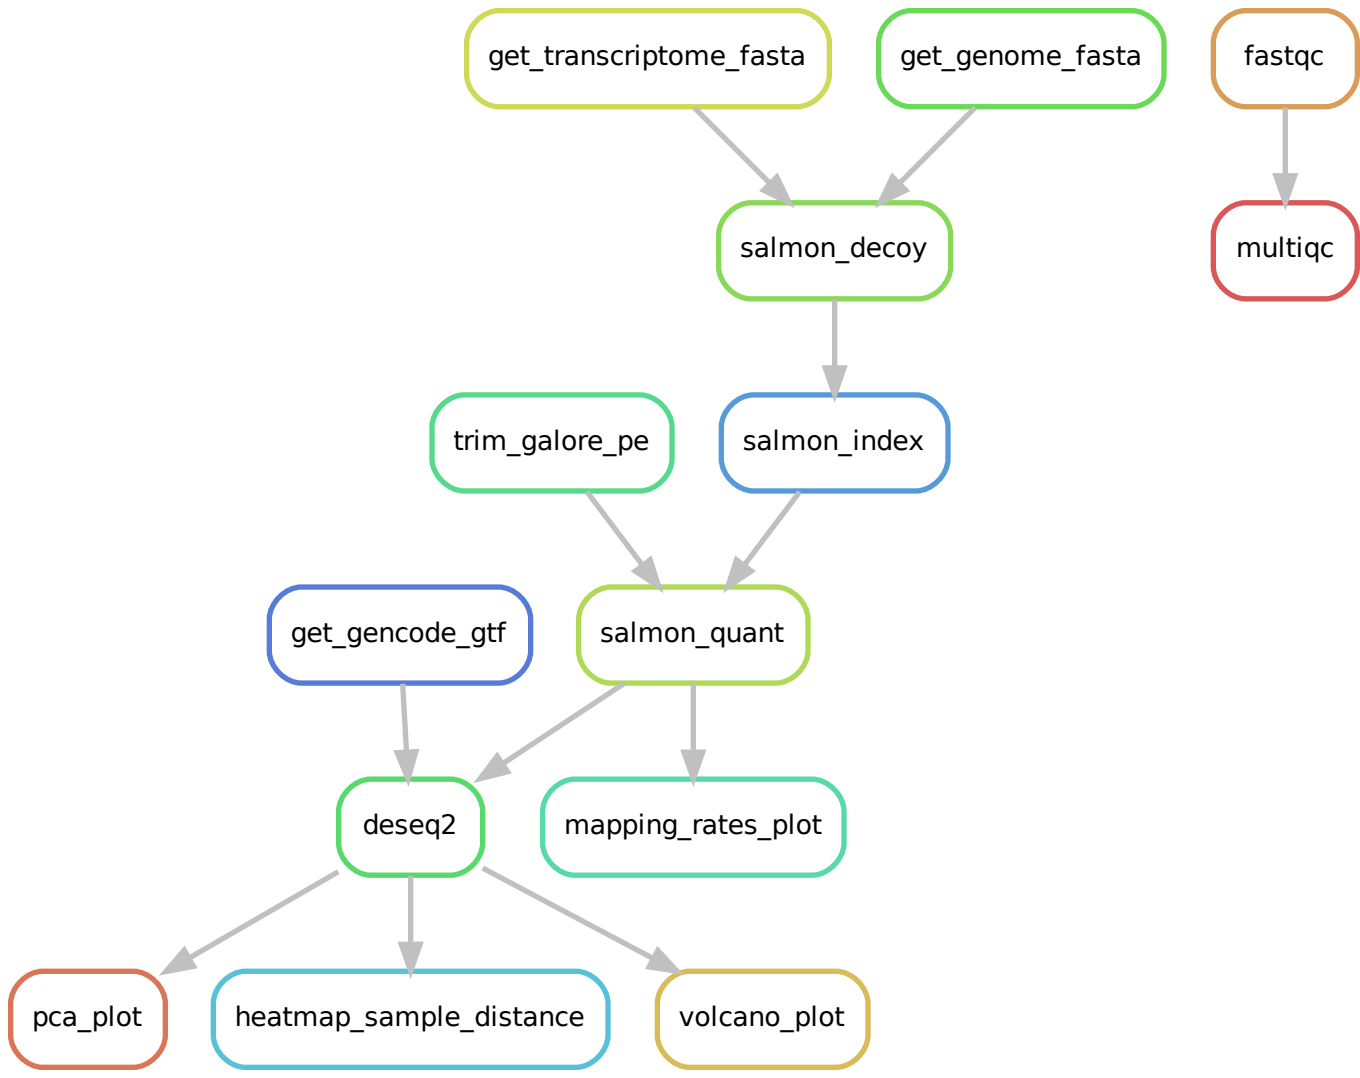 get_transcriptome_fasta
get_genome_fasta
fastqc
salmon_decoy
multiqc
trim_galore_pe
salmon_index
get_gencode_gtf
salmon_quant
deseq2
mapping_rates_plot
pca_plot
heatmap_sample_distance
volcano_plot